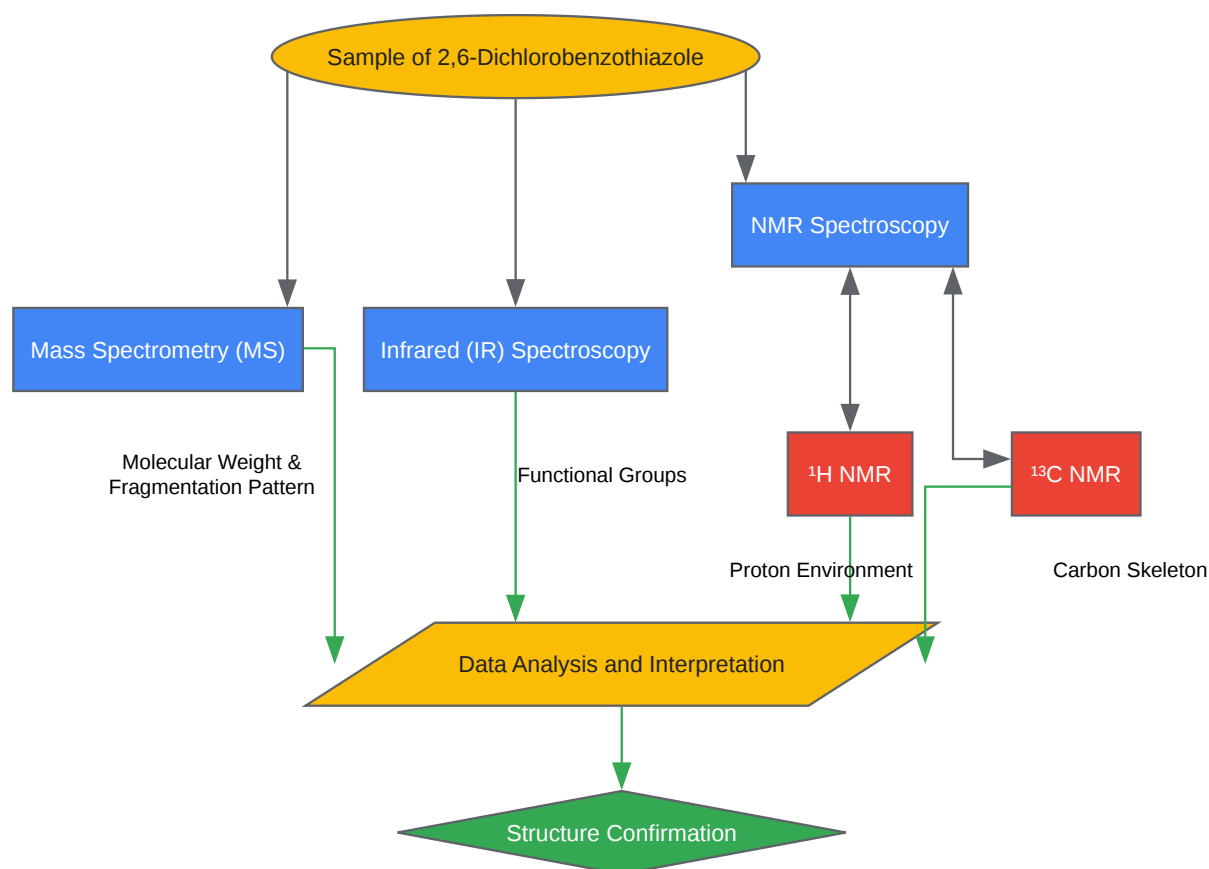 Sample of 2,6-Dichlorobenzothiazole
NMR Spectroscopy
Mass Spectrometry (MS)
Infrared (IR) Spectroscopy
Molecular Weight &
Fragmentation Pattern
Functional Groups
¹H NMR
¹³C NMR
Proton Environment
Carbon Skeleton
Data Analysis and Interpretation
Structure Confirmation